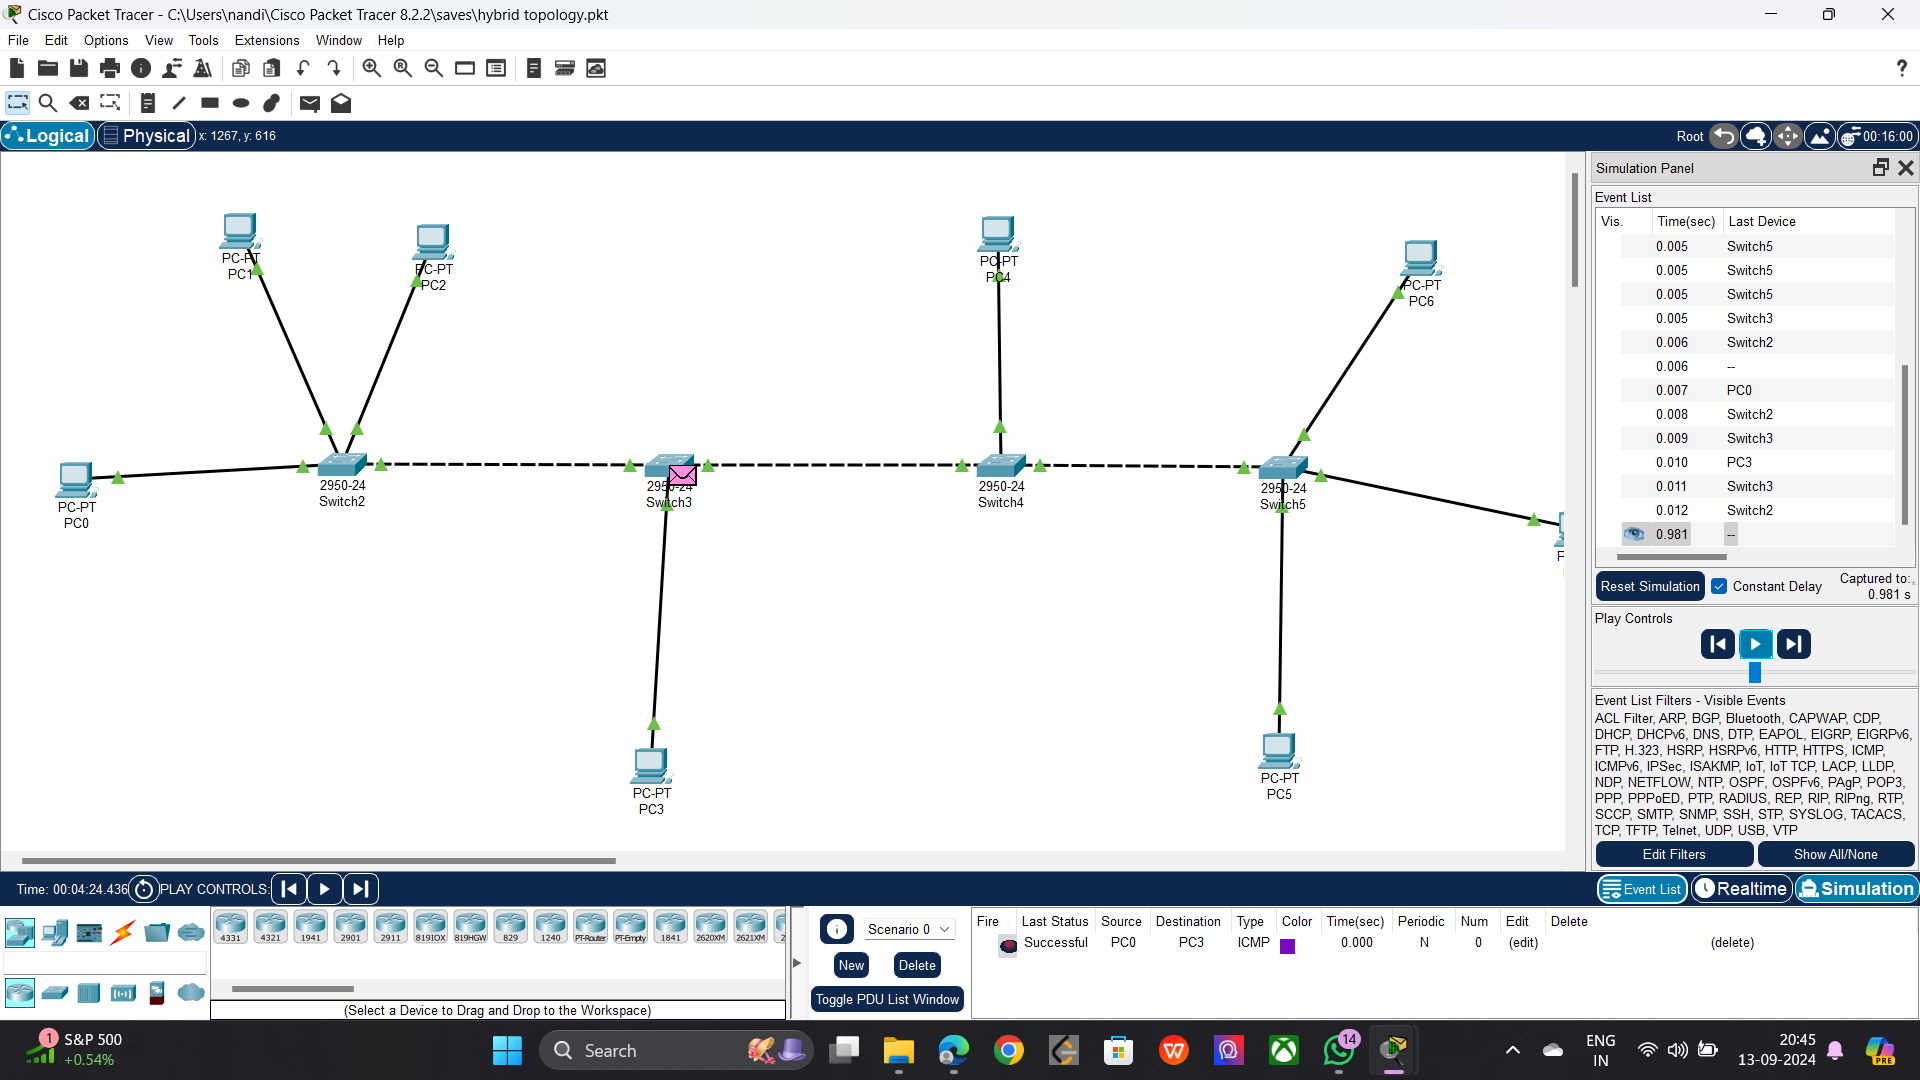 Cisco Packet Tracer - C:\Users\nandi\Cisco Packet Tracer 8.2.2\saves\hybrid topology.pkt
File Edit Options View Tools Extensions Window Help
?
Logical Physical x: 1267, y: 616 Root 00:16:00
Simulation Panel
Event List
Vis. Time(sec) Last Device
0.005 Switch5
0.005 Switch5
0.005 Switch5
0.005 Switch3
0.006 Switch2
0.006 --
0.007 PC0
0.008 Switch2
0.009 Switch3
0.010 PC3
0.011 Switch3
0.012 Switch2
0.981 --
Reset Simulation Constant Delay Captured to:
0.981 s
Play Controls
Event List Filters - Visible Events
ACL Filter, ARP, BGP, Bluetooth, CAPWAP, CDP,
DHCP, DHCPv6, DNS, DTP, EAPOL, EIGRP, EIGRPv6,
FTP, H.323, HSRP, HSRPv6, HTTP, HTTPS, ICMP,
ICMPv6, IPSec, ISAKMP, IoT, IoT TCP, LACP, LLDP,
NDP, NETFLOW, NTP, OSPF, OSPFv6, PAgP, POP3,
PPP, PPPoED, PTP, RADIUS, REP, RIP, RIPng, RTP,
SCCP, SMTP, SNMP, SSH, STP, SYSLOG, TACACS,
TCP, TFTP, Telnet, UDP, USB, VTP
Edit Filters Show All/None
PC-PT
PC1
PC-PT
PC2
PC-PT
PC4
PC-PT
PC6
PC-PT
PC0
2950-24
Switch2
2950-24
Switch3
2950-24
Switch4
2950-24
Switch5
PC-PT
PC3
PC-PT
PC5
Time: 00:04:24.436 PLAY CONTROLS: Event List Realtime Simulation
4331 4321 1941 2901 2911 819IOX 819HGW 829 1240 PT-Router PT-Empty 1841 2620XM 2621XM
(Select a Device to Drag and Drop to the Workspace)
Scenario 0
New Delete
Toggle PDU List Window
Fire Last Status Source Destination Type Color Time(sec) Periodic Num Edit Delete
Successful PC0 PC3 ICMP 0.000 N 0 (edit) (delete)
1 S&P 500
+0.54%
Search
14
ENG
IN
20:45
13-09-2024
PRE